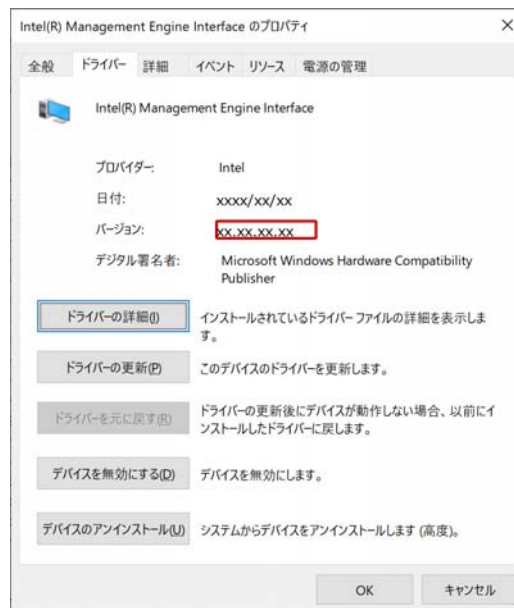 Intel(R) Management Engine Interface のプロパティ
全般 ドライバー 詳細 イベント リソース 電源の管理
Intel(R) Management Engine Interface
プロバイダー: Intel
日付: xxxx/xx/xx
バージョン: xx.xx.xx.xx
デジタル署名者: Microsoft Windows Hardware Compatibility
Publisher
ドライバーの詳細(I) インストールされているドライバー ファイルの詳細を表示しま
す。
ドライバーの更新(P) このデバイスのドライバーを更新します。
ドライバーを元に戻す(R) ドライバーの更新後にデバイスが動作しない場合、以前にイ
ンストールしたドライバーに戻します。
デバイスを無効にする(D) デバイスを無効にします。
デバイスのアンインストール(U) システムからデバイスをアンインストールします (高度)。
OK キャンセル